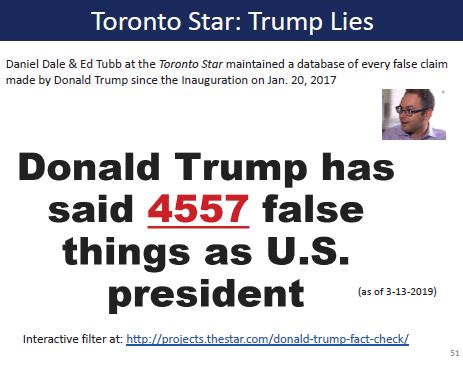 Toronto Star: Trump Lies
Daniel Dale & Ed Tubb at the Toronto Star maintained a database of every false claim
made by Donald Trump since the Inauguration on Jan. 20, 2017
Donald Trump has
said 4557 false
things as U.S.
president
(as of 3-13-2019)
Interactive filter at: http://projects.thestar.com/donald-trump-fact-check/
51